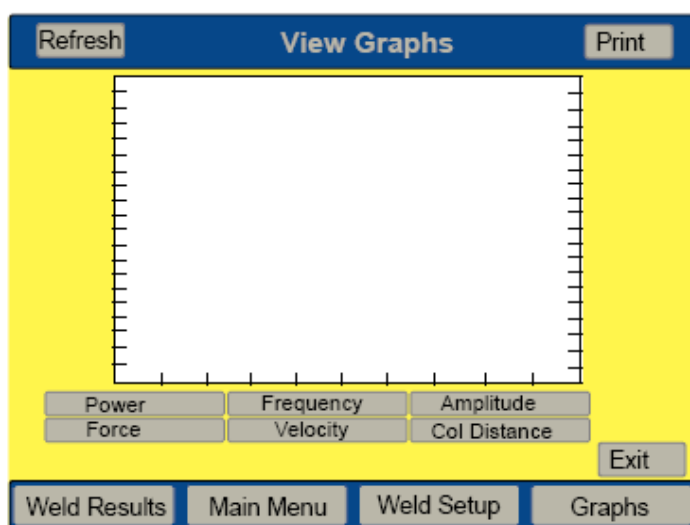 Refresh View Graphs Print
Power Frequency Amplitude
Force Velocity Col Distance
Exit
Weld Results Main Menu Weld Setup Graphs